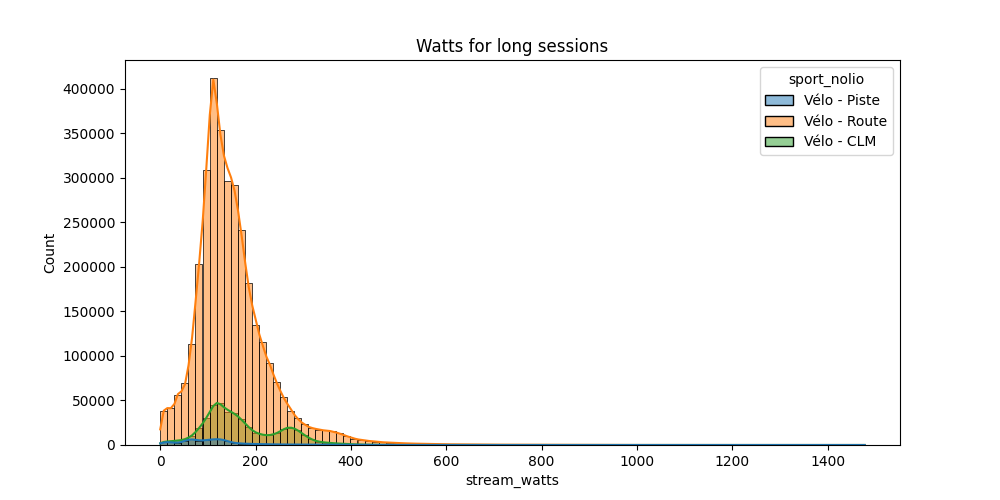 Watts for long sessions
sport_nolio
Vélo - Piste
Vélo - Route
Vélo - CLM
400000
350000
300000
250000
200000
150000
100000
50000
0
Count
0 200 400 600 800 1000 1200 1400
stream_watts